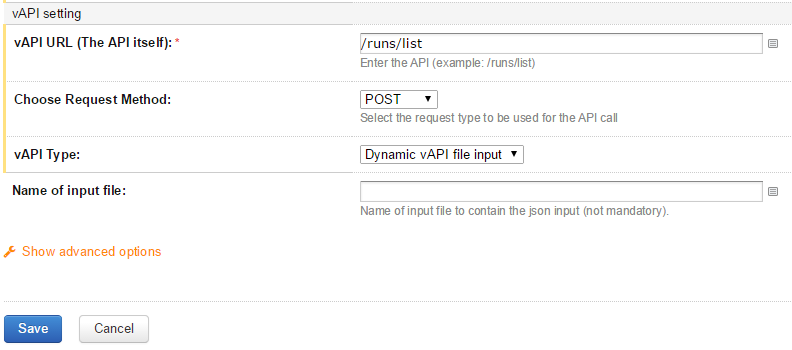 vAPI setting
vAPI URL (The API itself): * /runs/list
Enter the API (example: /runs/list)
Choose Request Method: POST
Select the request type to be used for the API call
vAPI Type: Dynamic vAPI file input
Name of input file:
Name of input file to contain the json input (not mandatory).
Show advanced options
Save Cancel